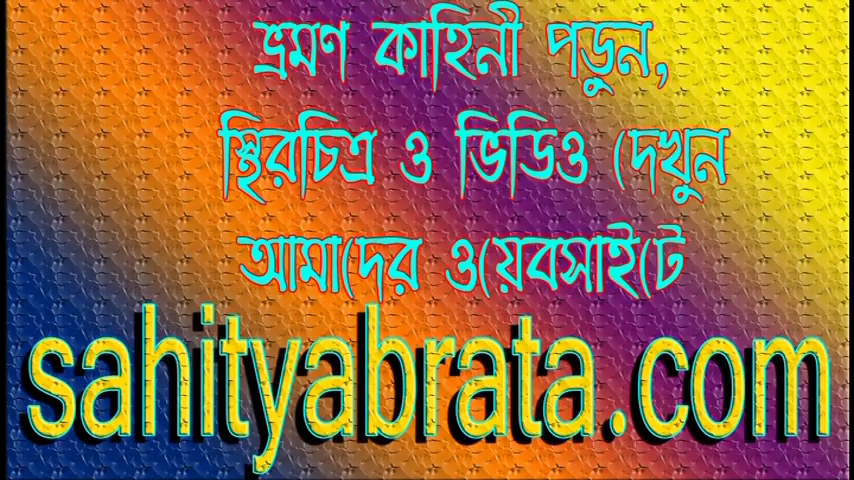 ভ্রমণ কাহিনী পড়ুন,
স্থিরচিত্র ও ভিডিও দেখুন
আমাদের ওয়েবসাইটে
sahityabrata.com